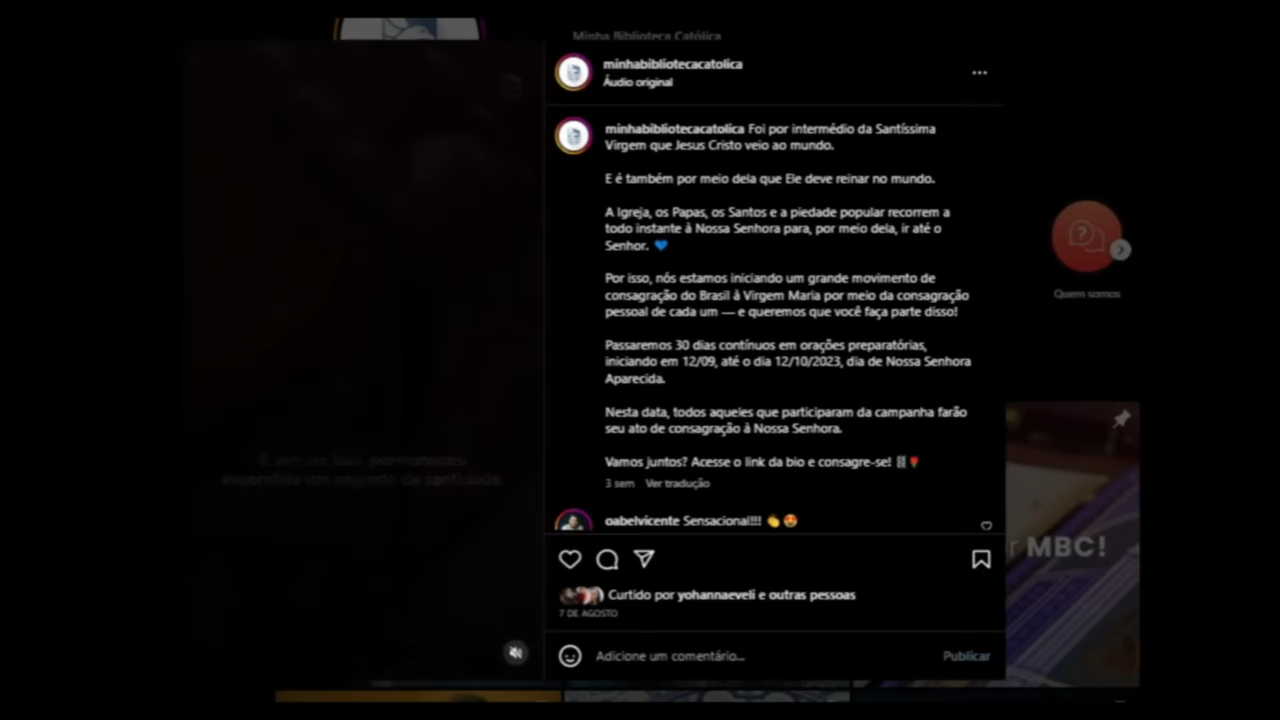 Minha Biblioteca Católica
minhabibliotecacatolica
Áudio original
minhabibliotecacatolica Foi por intermédio da Santíssima
Virgem que Jesus Cristo veio ao mundo.
E é também por meio dela que Ele deve reinar no mundo.
A Igreja, os Papas, os Santos e a piedade popular recorrem a
todo instante à Nossa Senhora para, por meio dela, ir até o
Senhor. 💙
Por isso, nós estamos iniciando um grande movimento de
consagração do Brasil à Virgem Maria por meio da consagração
pessoal de cada um — e queremos que você faça parte disso!
Passaremos 30 dias contínuos em orações preparatórias,
iniciando em 12/09, até o dia 12/10/2023, dia de Nossa Senhora
Aparecida.
Nesta data, todos aqueles que participaram da campanha farão
seu ato de consagração à Nossa Senhora.
Vamos juntos? Acesse o link da bio e consagre-se! 🌹
3 sem Ver tradução
oabelvicente Sensacional!!! 👏😍
Curtido por yohannaeveli e outras pessoas
7 DE AGOSTO
Adicione um comentário...
Publicar
Quem somos
r MBC!